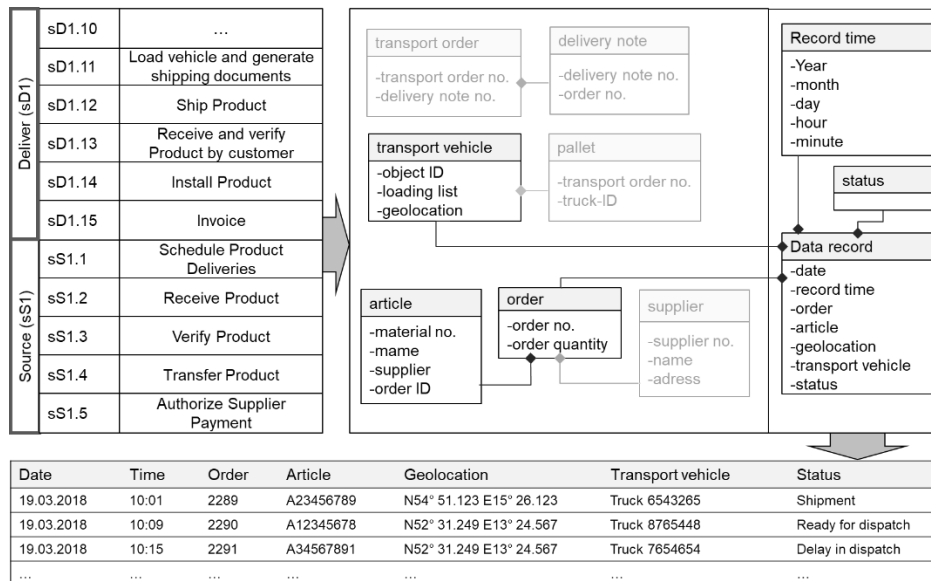 Deliver (sD1)
sD1.10 …
sD1.11 Load vehicle and generate
shipping documents
sD1.12 Ship Product
sD1.13 Receive and verify
Product by customer
sD1.14 Install Product
sD1.15 Invoice
Source (sS1)
sS1.1 Schedule Product
Deliveries
sS1.2 Receive Product
sS1.3 Verify Product
sS1.4 Transfer Product
sS1.5 Authorize Supplier
Payment
transport order
-transport order no.
-delivery note no.
delivery note
-delivery note no.
-order no.
transport vehicle
-object ID
-loading list
-geolocation
pallet
-transport order no.
-truck-ID
article
-material no.
-mame
-supplier
-order ID
order
-order no.
-order quantity
supplier
-supplier no.
-name
-adress
Record time
-Year
-month
-day
-hour
-minute
status
Data record
-date
-record time
-order
-article
-geolocation
-transport vehicle
-status
Date Time Order Article Geolocation Transport vehicle Status
19.03.2018 10:01 2289 A23456789 N54° 51.123 E15° 26.123 Truck 6543265 Shipment
19.03.2018 10:09 2290 A12345678 N52° 31.249 E13° 24.567 Truck 8765448 Ready for dispatch
19.03.2018 10:15 2291 A34567891 N52° 31.249 E13° 24.567 Truck 7654654 Delay in dispatch
… … … … … … …